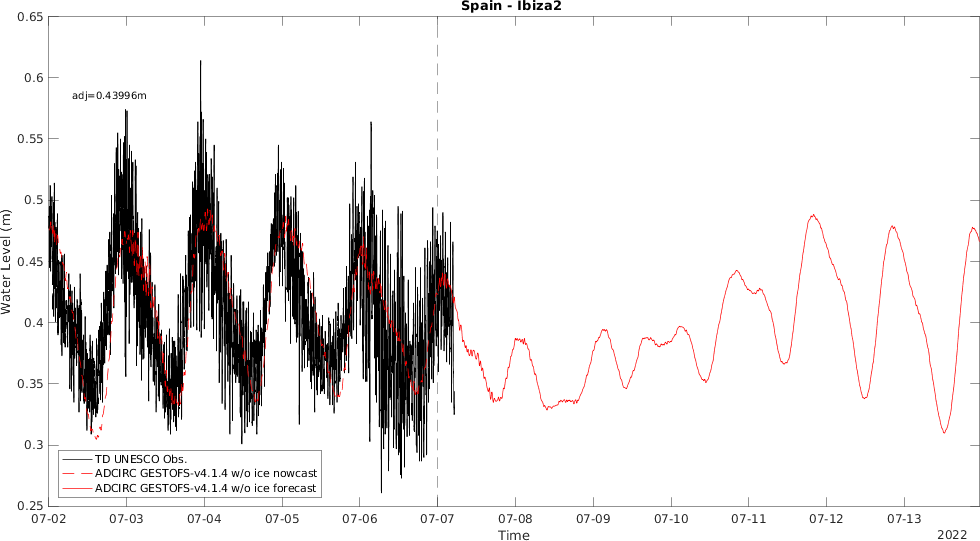 Spain - Ibiza2
0.65
0.6
0.55
0.5
0.45
0.4
0.35
0.3
0.25
Water Level (m)
adj=0.43996m
TD UNESCO Obs.
ADCIRC GESTOFS-v4.1.4 w/o ice nowcast
ADCIRC GESTOFS-v4.1.4 w/o ice forecast
07-02 07-03 07-04 07-05 07-06 07-07 07-08 07-09 07-10 07-11 07-12 07-13
Time
2022